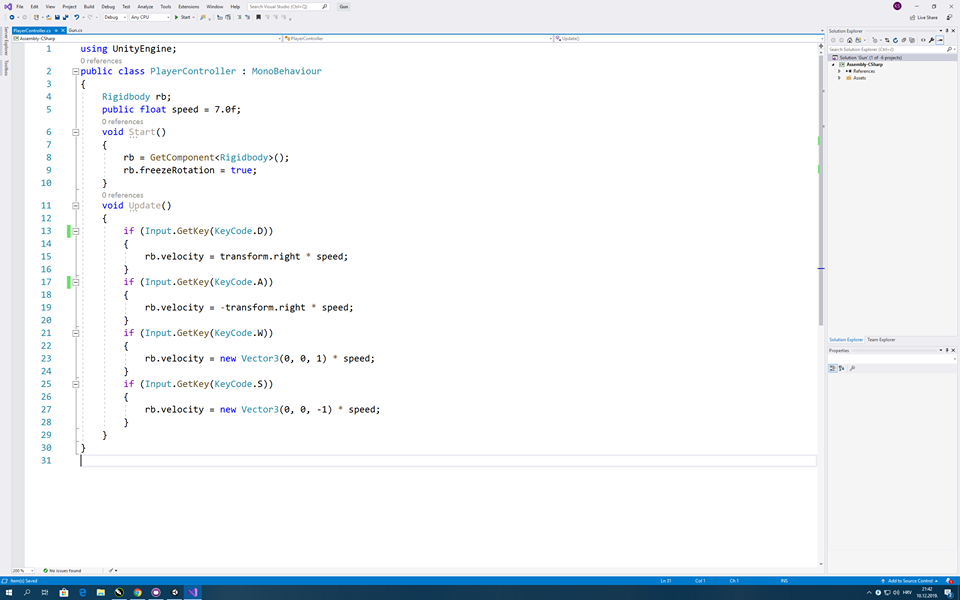 File Edit View Project Build Debug Test Analyze Tools Extensions Window Help Search Visual Studio (Ctrl+Q) Gun
Debug Any CPU Start Live Share
PlayerController.cs Gun.cs
Assembly-CSharp PlayerController Update()
Server Explorer
Toolbox
1 using UnityEngine;
0 references
2 public class PlayerController : MonoBehaviour
3 {
4 Rigidbody rb;
5 public float speed = 7.0f;
0 references
6 void Start()
7 {
8 rb = GetComponent<Rigidbody>();
9 rb.freezeRotation = true;
10 }
0 references
11 void Update()
12 {
13 if (Input.GetKey(KeyCode.D))
14 {
15 rb.velocity = transform.right * speed;
16 }
17 if (Input.GetKey(KeyCode.A))
18 {
19 rb.velocity = -transform.right * speed;
20 }
21 if (Input.GetKey(KeyCode.W))
22 {
23 rb.velocity = new Vector3(0, 0, 1) * speed;
24 }
25 if (Input.GetKey(KeyCode.S))
26 {
27 rb.velocity = new Vector3(0, 0, -1) * speed;
28 }
29 }
30 }
31
200 % No issues found
Solution Explorer
Search Solution Explorer (Ctrl+č)
Solution 'Gun' (1 of -6 projects)
Assembly-CSharp
References
Assets
Solution Explorer Team Explorer
Properties
Item(s) Saved Ln 31 Col 1 Ch 1 INS Add to Source Control
HRV 21:42
10.12.2019.